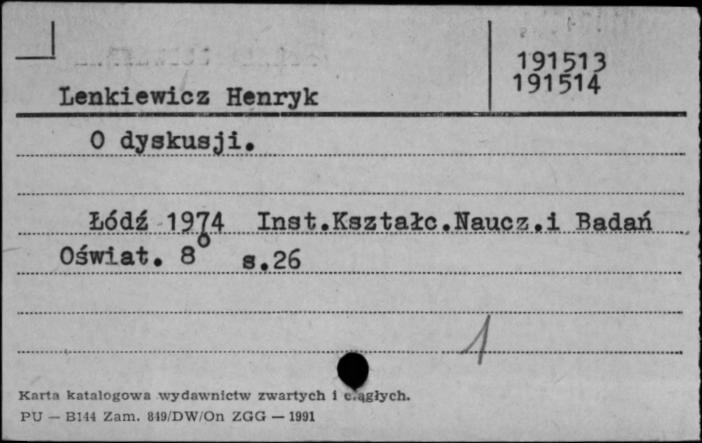 191513
191514
Lenkiewicz Henryk
O dyskusji.
Łódź 1974 Inst.Kształc.Naucz.i Badań
Oświat. 8° s.26
1
Karta katalogowa wydawnictw zwartych i ciągłych.
PU — B144 Zam. 849/DW/On ZGG — 1991